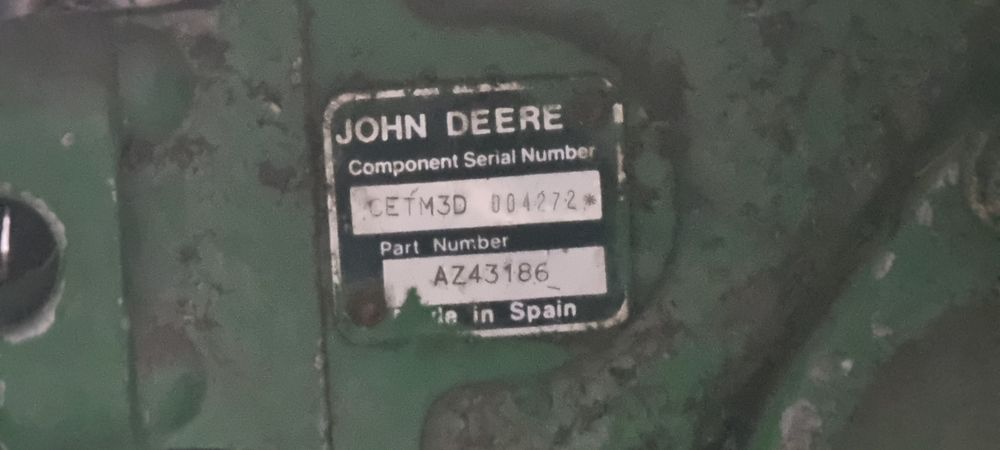 JOHN DEERE
Component Serial Number
CETM3D 004272*
Part Number
AZ43186
in Spain